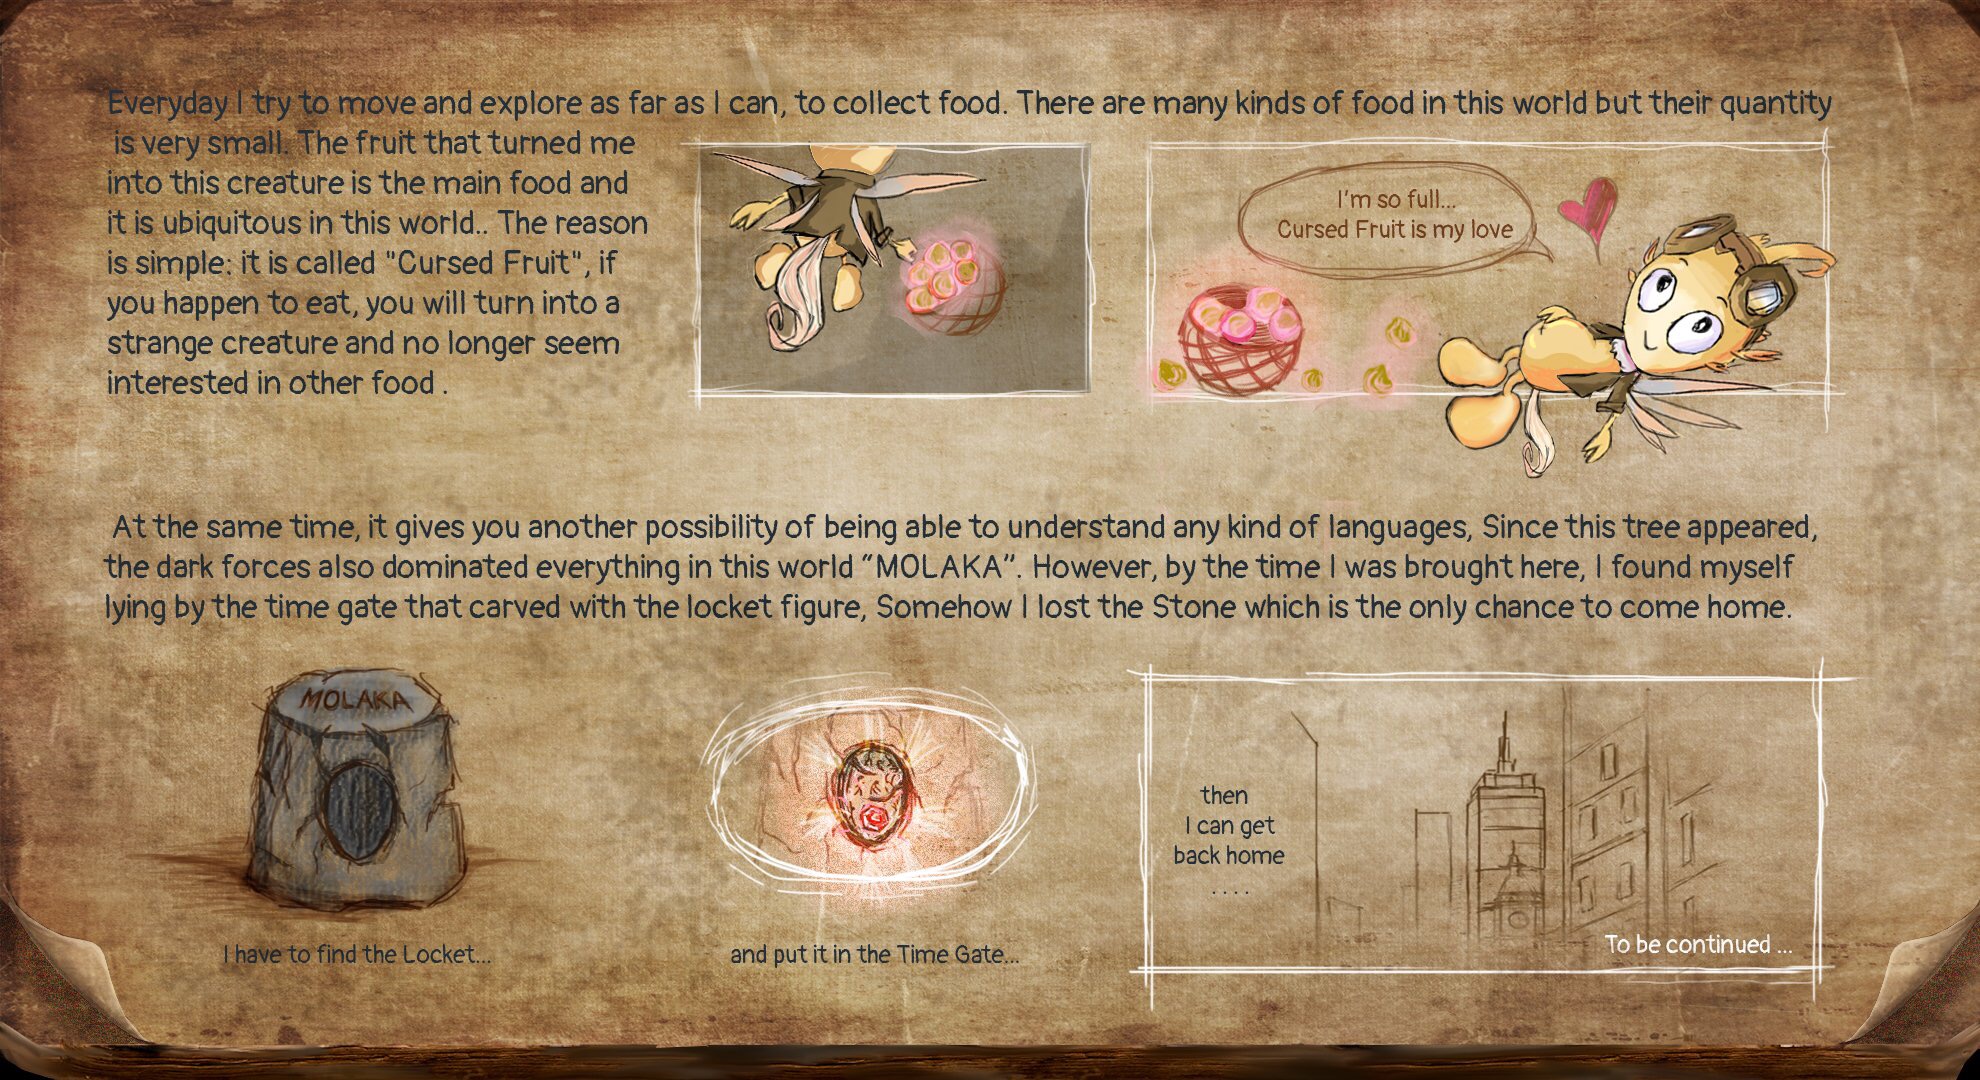 Everyday I try to move and explore as far as I can, to collect food. There are many kinds of food in this world but their quantity
is very small. The fruit that turned me
into this creature is the main food and
it is ubiquitous in this world.. The reason
is simple: it is called "Cursed Fruit", if
you happen to eat, you will turn into a
strange creature and no longer seem
interested in other food .
I'm so full...
Cursed Fruit is my love
At the same time, it gives you another possibility of being able to understand any kind of languages, Since this tree appeared,
the dark forces also dominated everything in this world “MOLAKA”. However, by the time I was brought here, I found myself
lying by the time gate that carved with the locket figure, Somehow I lost the Stone which is the only chance to come home.
MOLAKA
I have to find the Locket...
and put it in the Time Gate...
then
I can get
back home
. . . .
To be continued ...